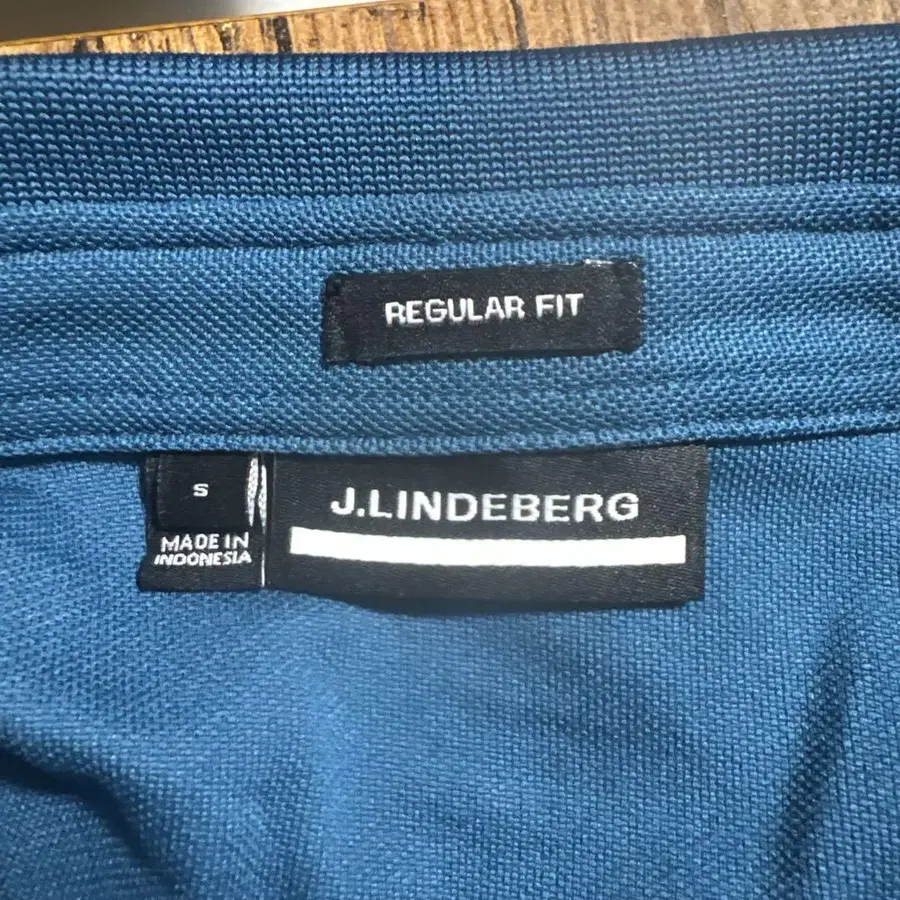 REGULAR FIT
S
MADE IN
INDONESIA
J.LINDEBERG